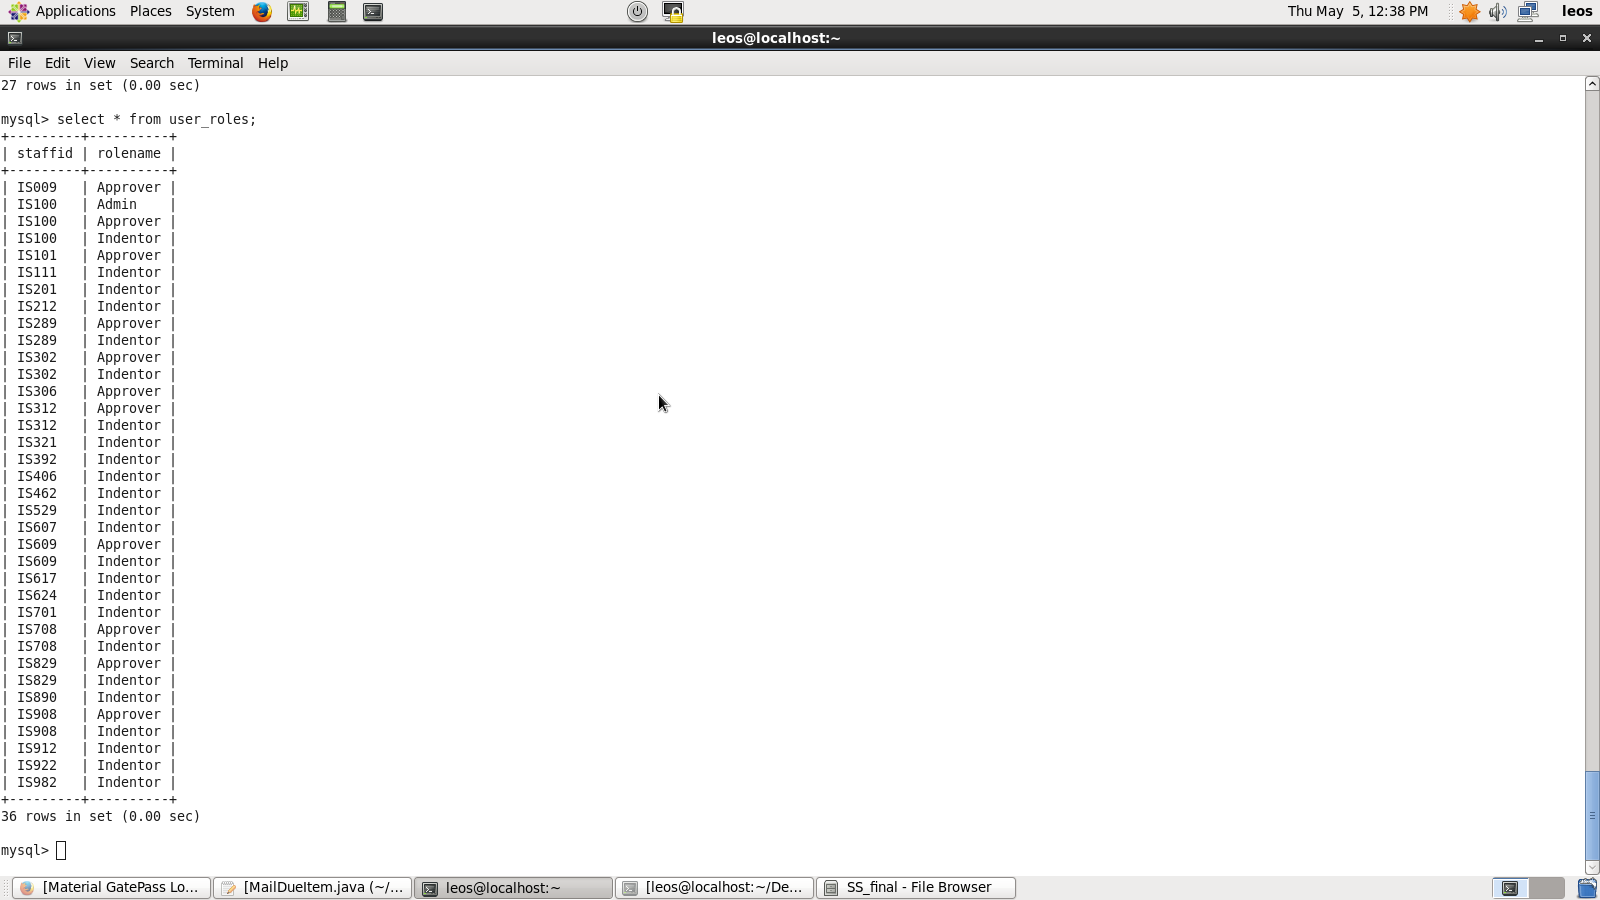 Applications Places System Thu May 5, 12:38 PM leos
leos@localhost:~
File Edit View Search Terminal Help
27 rows in set (0.00 sec)
mysql> select * from user_roles;
+---------+----------+
| staffid | rolename |
+---------+----------+
| IS009   | Approver |
| IS100   | Admin    |
| IS100   | Approver |
| IS100   | Indentor |
| IS101   | Approver |
| IS111   | Indentor |
| IS201   | Indentor |
| IS212   | Indentor |
| IS289   | Approver |
| IS289   | Indentor |
| IS302   | Approver |
| IS302   | Indentor |
| IS306   | Approver |
| IS312   | Approver |
| IS312   | Indentor |
| IS321   | Indentor |
| IS392   | Indentor |
| IS406   | Indentor |
| IS462   | Indentor |
| IS529   | Indentor |
| IS607   | Indentor |
| IS609   | Approver |
| IS609   | Indentor |
| IS617   | Indentor |
| IS624   | Indentor |
| IS701   | Indentor |
| IS708   | Approver |
| IS708   | Indentor |
| IS829   | Approver |
| IS829   | Indentor |
| IS890   | Indentor |
| IS908   | Approver |
| IS908   | Indentor |
| IS912   | Indentor |
| IS922   | Indentor |
| IS982   | Indentor |
+---------+----------+
36 rows in set (0.00 sec)
mysql>
[Material GatePass Lo... [MailDueItem.java (~/... leos@localhost:~ [leos@localhost:~/De... SS_final - File Browser